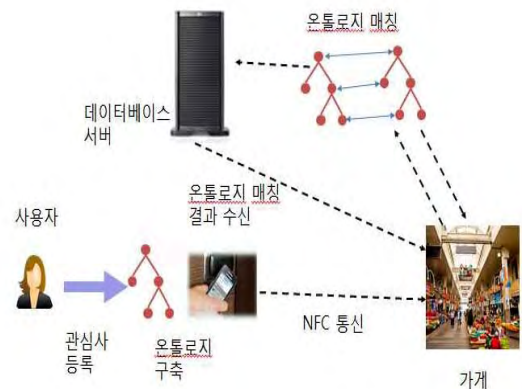 온톨로지 매칭
데이터베이스
서버
온톨로지 매칭
결과 수신
사용자
관심사
등록
온톨로지
구축
NFC 통신
가게